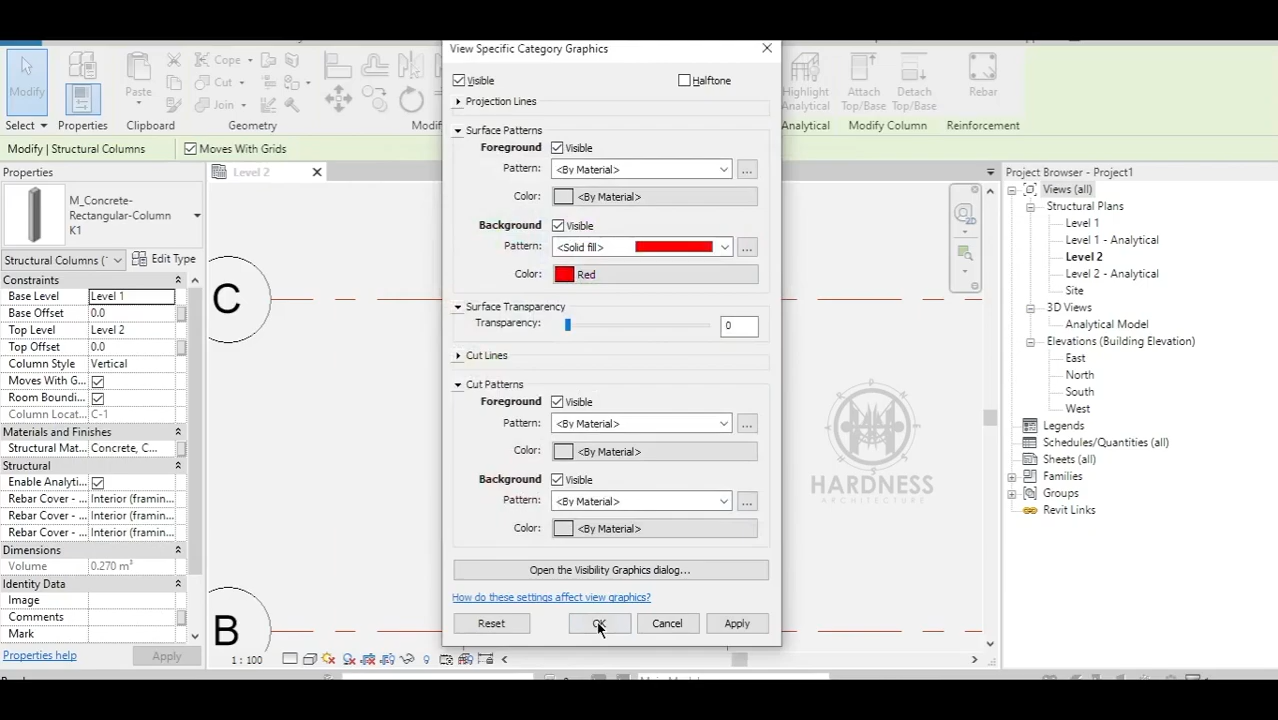 View Specific Category Graphics
Visible
Halftone
Projection Lines
Surface Patterns
Foreground
Visible
Pattern:
<By Material>
...
Color:
<By Material>
Background
Visible
Pattern:
<Solid fill>
...
Color:
Red
Surface Transparency
Transparency:
0
Cut Lines
Cut Patterns
Foreground
Visible
Pattern:
<By Material>
...
Color:
<By Material>
Background
Visible
Pattern:
<By Material>
...
Color:
<By Material>
Open the Visibility Graphics dialog...
How do these settings affect view graphics?
Reset
OK
Cancel
Apply
Modify
Select
Properties
Paste
Clipboard
Cope
Cut
Join
Geometry
Highlight
Analytical
Analytical
Attach
Top/Base
Detach
Top/Base
Modify Column
Rebar
Reinforcement
Modify | Structural Columns
Moves With Grids
Properties
M_Concrete-
Rectangular-Column
K1
Structural Columns (
Edit Type
Constraints
Base Level
Level 1
Base Offset
0.0
Top Level
Level 2
Top Offset
0.0
Column Style
Vertical
Moves With G...
Room Boundi...
Column Locat...
C-1
Materials and Finishes
Structural Mat...
Concrete, C...
Structural
Enable Analyti...
Rebar Cover - ...
Interior (framin...
Rebar Cover - ...
Interior (framin...
Rebar Cover - ...
Interior (framin...
Dimensions
Volume
0.270 m³
Identity Data
Image
Comments
Mark
Properties help
Apply
Level 2
C
B
1 : 100
HARDNESS
ARCHITECTURE
Project Browser - Project1
Views (all)
Structural Plans
Level 1
Level 1 - Analytical
Level 2
Level 2 - Analytical
Site
3D Views
Analytical Model
Elevations (Building Elevation)
East
North
South
West
Legends
Schedules/Quantities (all)
Sheets (all)
Families
Groups
Revit Links